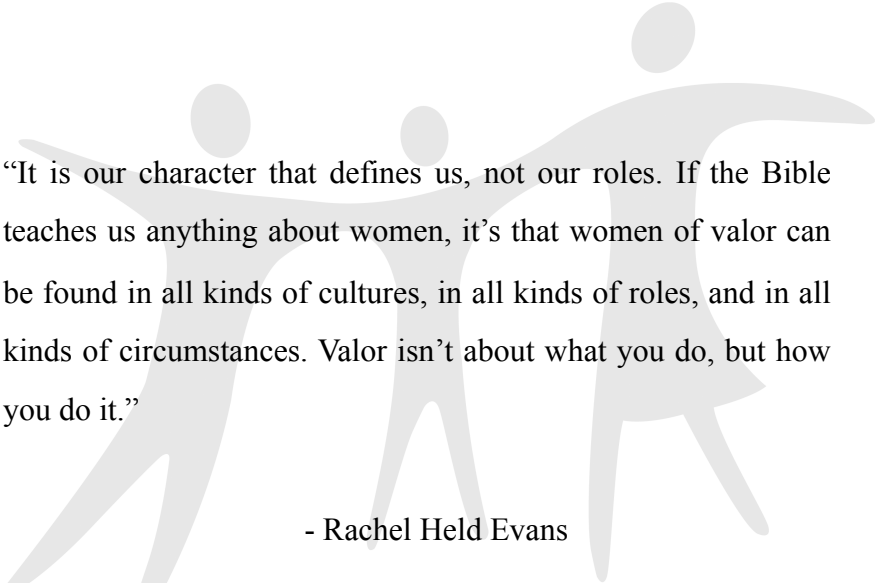 “It is our character that defines us, not our roles. If the Bible
teaches us anything about women, it’s that women of valor can
be found in all kinds of cultures, in all kinds of roles, and in all
kinds of circumstances. Valor isn’t about what you do, but how
you do it.”
- Rachel Held Evans